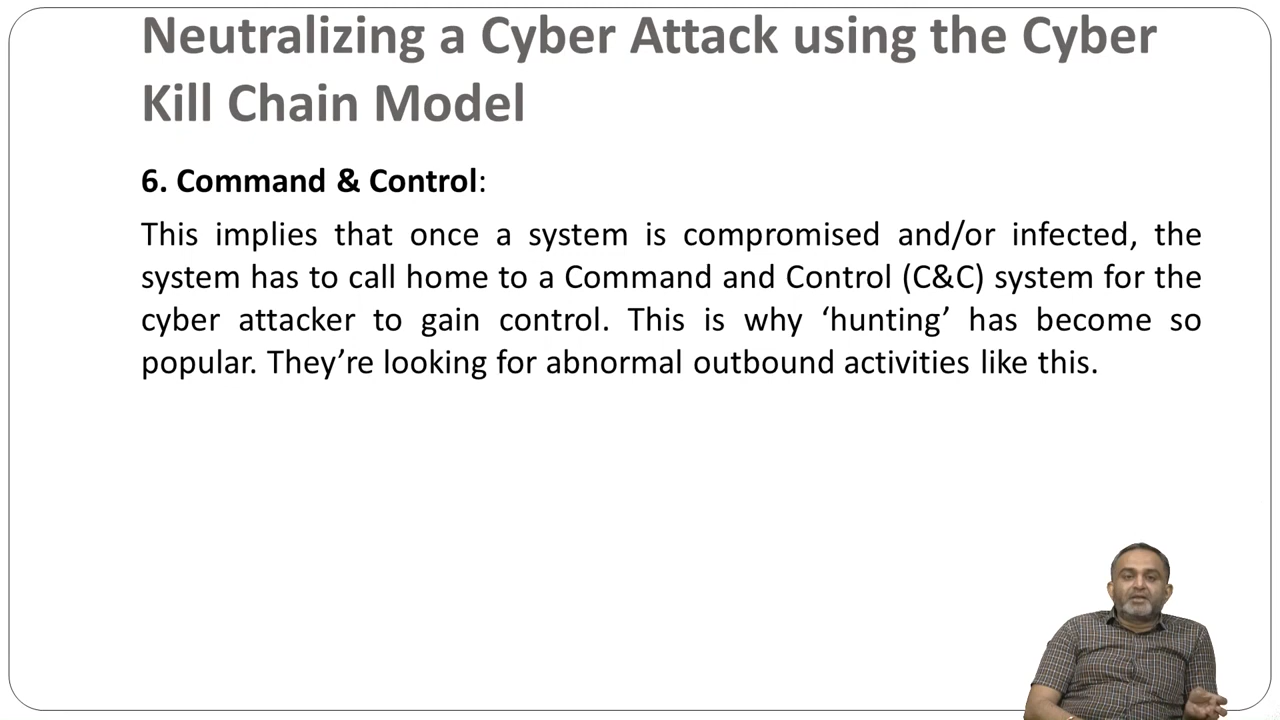 Neutralizing a Cyber Attack using the Cyber
Kill Chain Model
6. Command & Control:
This implies that once a system is compromised and/or infected, the
system has to call home to a Command and Control (C&C) system for the
cyber attacker to gain control. This is why ‘hunting’ has become so
popular. They’re looking for abnormal outbound activities like this.